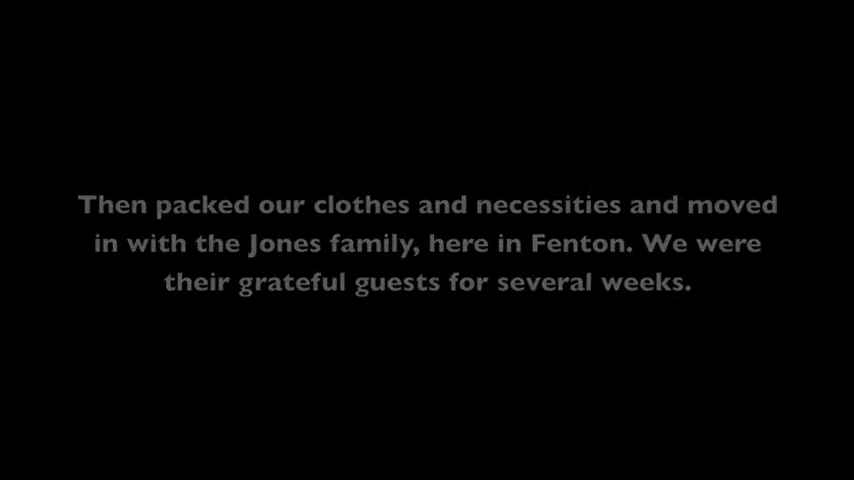 Then packed our clothes and necessities and moved
in with the Jones family, here in Fenton. We were
their grateful guests for several weeks.